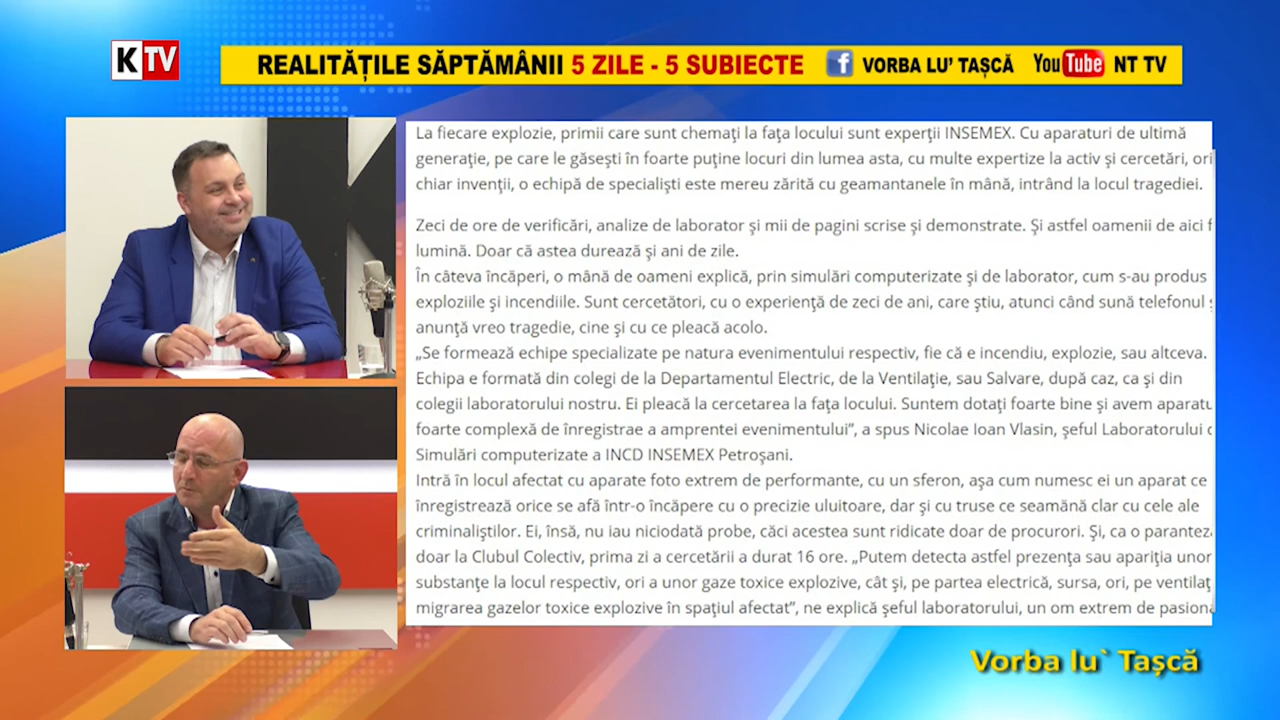 KTV
REALITĂȚILE SĂPTĂMÂNII 5 ZILE - 5 SUBIECTE f VORBA LU' TAȘCĂ YouTube NT TV
La fiecare explozie, primii care sunt chemați la fața locului sunt experții INSEMEX. Cu aparaturi de ultimă
generație, pe care le găsești în foarte puține locuri din lumea asta, cu multe expertize la activ și cercetări, ori
chiar invenții, o echipă de specialiști este mereu zărită cu geamantanele în mână, intrând la locul tragediei.
Zeci de ore de verificări, analize de laborator și mii de pagini scrise și demonstrate. Și astfel oamenii de aici f
lumină. Doar că astea durează și ani de zile.
În câteva încăperi, o mână de oameni explică, prin simulări computerizate și de laborator, cum s-au produs
exploziile și incendiile. Sunt cercetători, cu o experiență de zeci de ani, care știu, atunci când sună telefonul ș
anunță vreo tragedie, cine și cu ce pleacă acolo.
„Se formează echipe specializate pe natura evenimentului respectiv, fie că e incendiu, explozie, sau altceva.
Echipa e formată din colegi de la Departamentul Electric, de la Ventilație, sau Salvare, după caz, ca și din
colegii laboratorului nostru. Ei pleacă la cercetarea la fața locului. Suntem dotați foarte bine și avem aparatu
foarte complexă de înregistrae a amprentei evenimentului”, a spus Nicolae Ioan Vlasin, șeful Laboratorului d
Simulări computerizate a INCD INSEMEX Petroșani.
Intră în locul afectat cu aparate foto extrem de performante, cu un sferon, așa cum numesc ei un aparat ce
înregistrează orice se afă într-o încăpere cu o precizie uluitoare, dar și cu truse ce seamănă clar cu cele ale
criminaliștilor. Ei, însă, nu iau niciodată probe, căci acestea sunt ridicate doar de procurori. Și, ca o parantez
doar la Clubul Colectiv, prima zi a cercetării a durat 16 ore. „Putem detecta astfel prezența sau apariția unor
substanțe la locul respectiv, ori a unor gaze toxice explozive, cât și, pe partea electrică, sursa, ori, pe ventilaț
migrarea gazelor toxice explozive în spațiul afectat”, ne explică șeful laboratorului, un om extrem de pasiona
Vorba lu` Tașcă